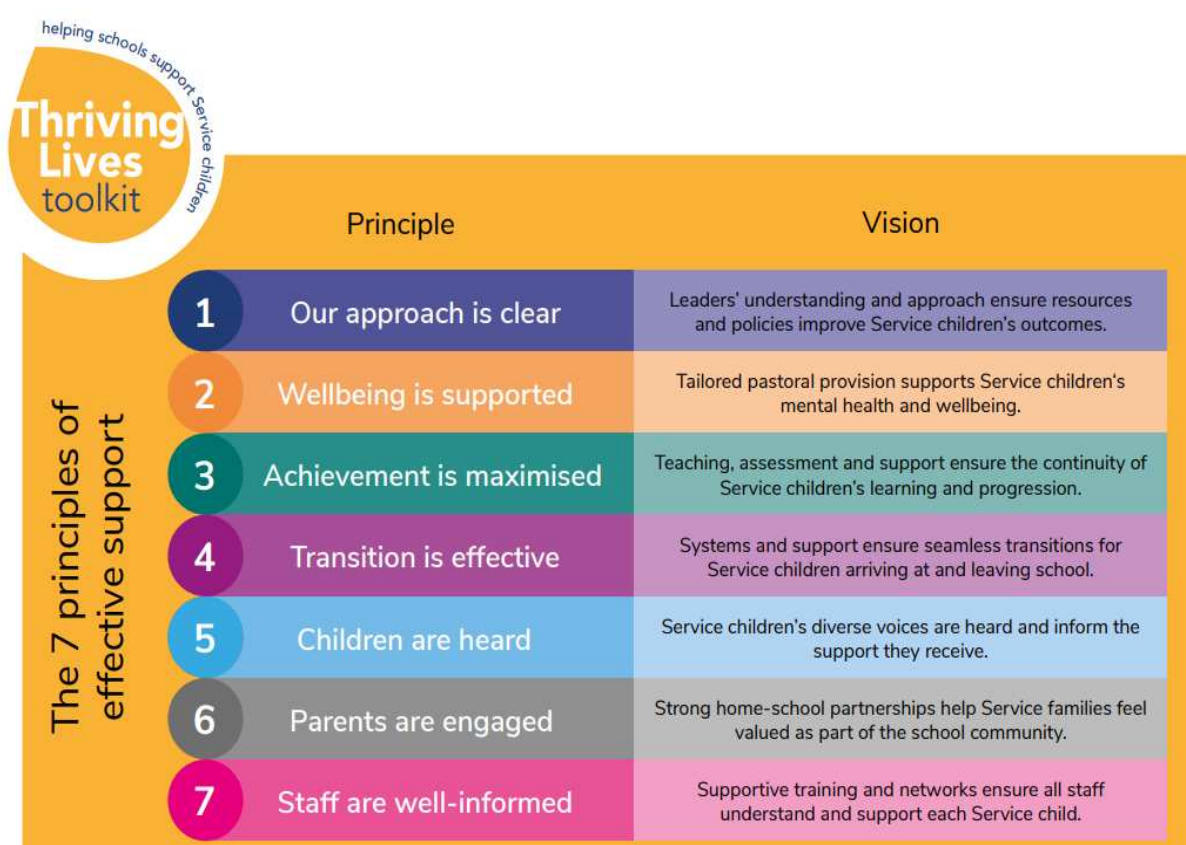 helping schools support Service children
Thriving
Lives
toolkit
Principle
Vision
The 7 principles of
effective support
1
Our approach is clear
Leaders’ understanding and approach ensure resources
and policies improve Service children’s outcomes.
2
Wellbeing is supported
Tailored pastoral provision supports Service children‘s
mental health and wellbeing.
3
Achievement is maximised
Teaching, assessment and support ensure the continuity of
Service children’s learning and progression.
4
Transition is effective
Systems and support ensure seamless transitions for
Service children arriving at and leaving school.
5
Children are heard
Service children’s diverse voices are heard and inform the
support they receive.
6
Parents are engaged
Strong home-school partnerships help Service families feel
valued as part of the school community.
7
Staff are well-informed
Supportive training and networks ensure all staff
understand and support each Service child.